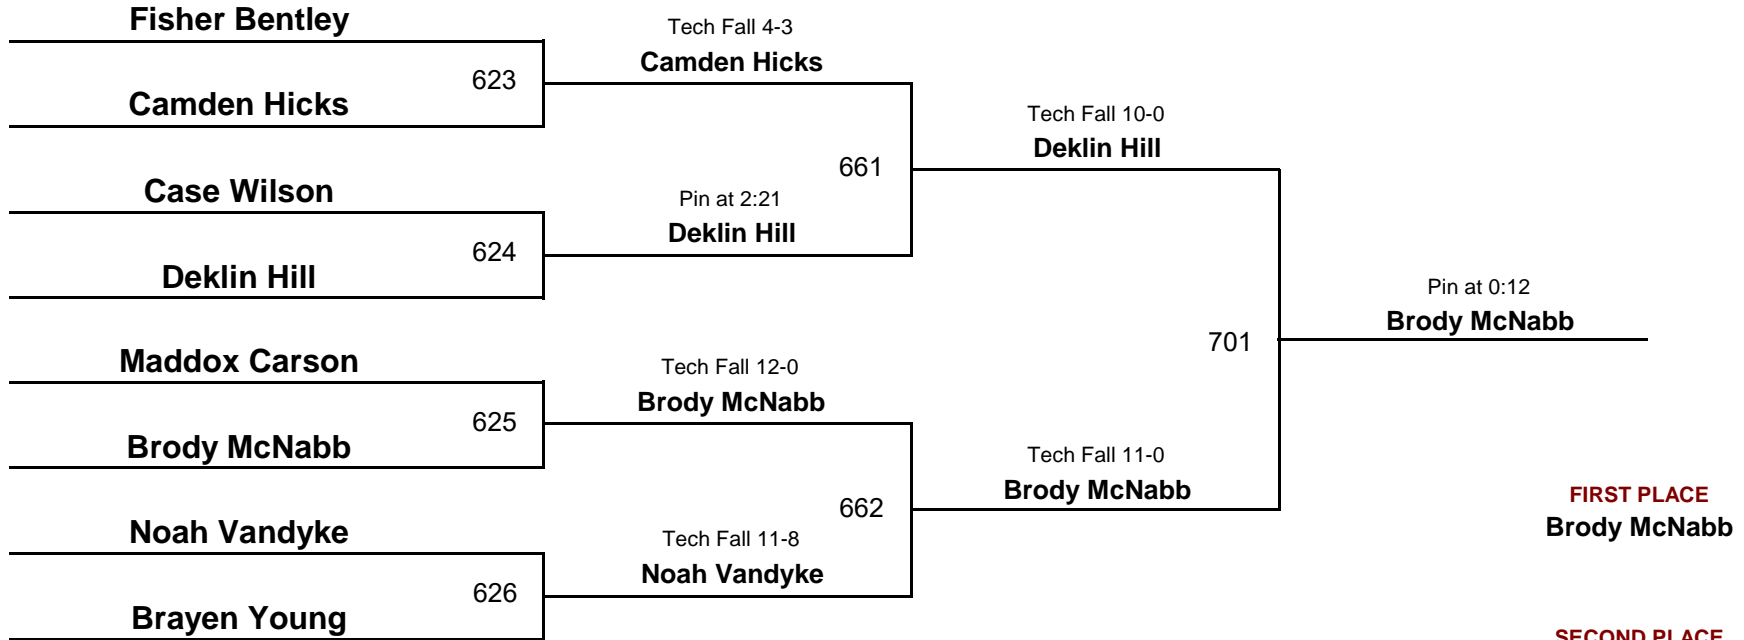 Fisher Bentley
Tech Fall 4-3
Camden Hicks
623
Camden Hicks
Tech Fall 10-0
Deklin Hill
661
Case Wilson
Pin at 2:21
Deklin Hill
624
Deklin Hill
Pin at 0:12
Brody McNabb
701
Maddox Carson
Tech Fall 12-0
Brody McNabb
625
Brody McNabb
Tech Fall 11-0
Brody McNabb
662
FIRST PLACE
Brody McNabb
Noah Vandyke
Tech Fall 11-8
Noah Vandyke
626
Brayen Young
SECOND PLACE